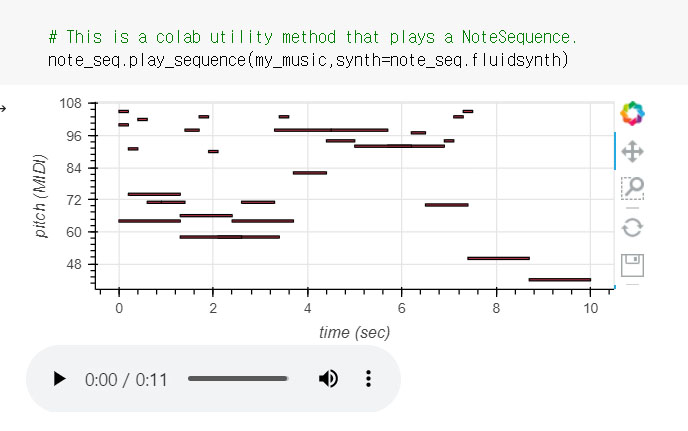 # This is a colab utility method that plays a NoteSequence.
note_seq.play_sequence(my_music,synth=note_seq.fluidsynth)
108
96
84
72
60
48
pitch (MIDI)
0 2 4 6 8 10
time (sec)
0:00 / 0:11